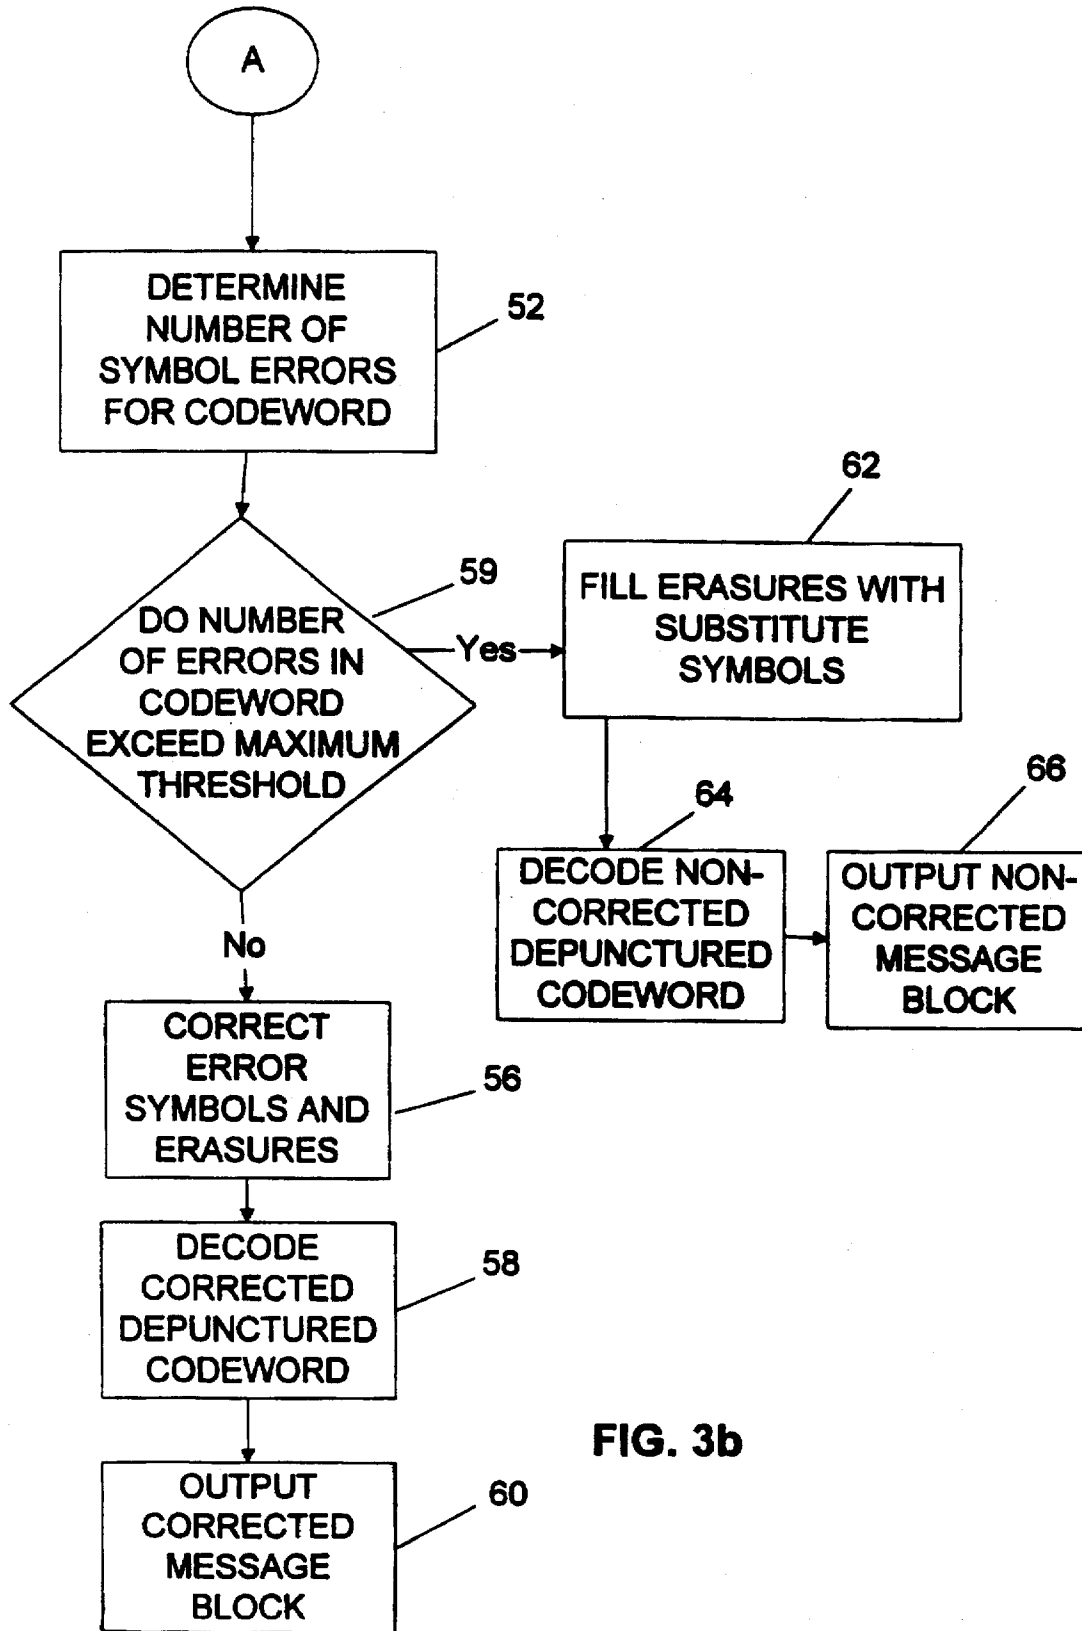 A
DETERMINE
NUMBER OF
SYMBOL ERRORS
FOR CODEWORD
52
DO NUMBER
OF ERRORS IN
CODEWORD
EXCEED MAXIMUM
THRESHOLD
59
Yes
62
FILL ERASURES WITH
SUBSTITUTE
SYMBOLS
64
DECODE NON-
CORRECTED
DEPUNCTURED
CODEWORD
66
OUTPUT NON-
CORRECTED
MESSAGE
BLOCK
No
CORRECT
ERROR
SYMBOLS AND
ERASURES
56
DECODE
CORRECTED
DEPUNCTURED
CODEWORD
58
OUTPUT
CORRECTED
MESSAGE
BLOCK
60
FIG. 3b